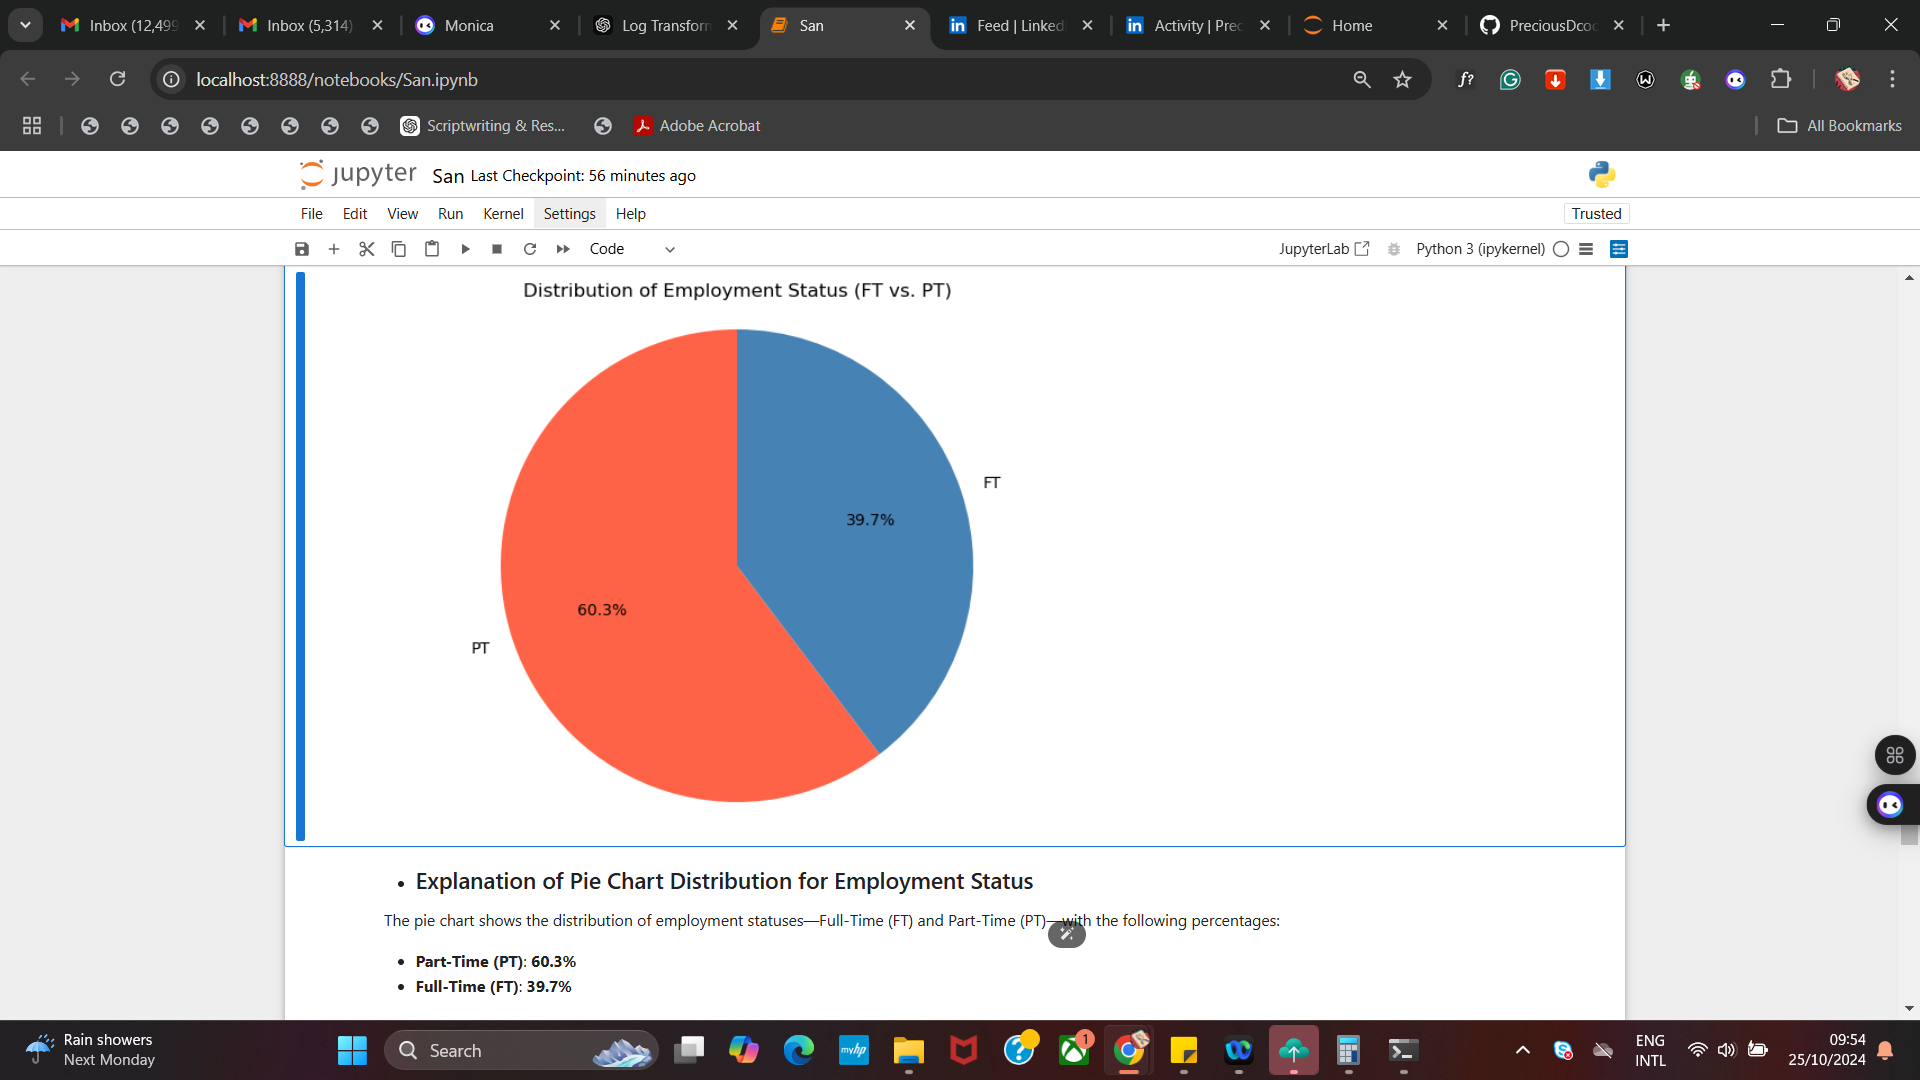 Inbox (12,499
Inbox (5,314)
Monica
Log Transform
San
Feed | Linked
Activity | Prec
Home
PreciousDcod
localhost:8888/notebooks/San.ipynb
Scriptwriting & Res...
Adobe Acrobat
All Bookmarks
jupyter San Last Checkpoint: 56 minutes ago
File Edit View Run Kernel Settings Help
Trusted
Code
JupyterLab
Python 3 (ipykernel)
Distribution of Employment Status (FT vs. PT)
FT
39.7%
60.3%
PT
Explanation of Pie Chart Distribution for Employment Status
The pie chart shows the distribution of employment statuses—Full-Time (FT) and Part-Time (PT)—with the following percentages:
Part-Time (PT): 60.3%
Full-Time (FT): 39.7%
Rain showers
Next Monday
Search
myhp
1
ENG
INTL
09:54
25/10/2024